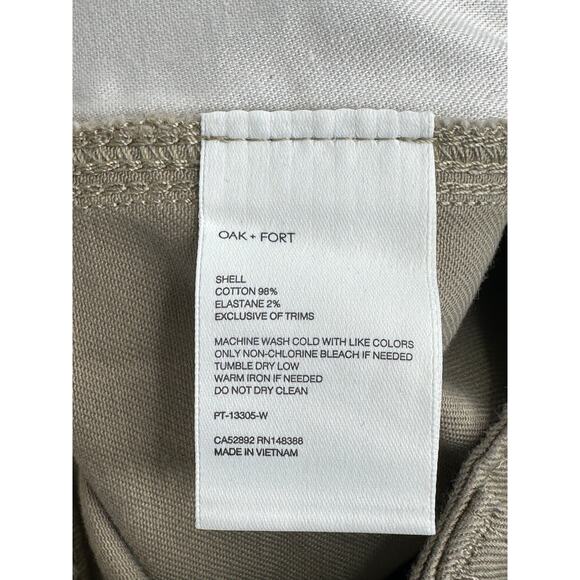 OAK + FORT
SHELL
COTTON 98%
ELASTANE 2%
EXCLUSIVE OF TRIMS
MACHINE WASH COLD WITH LIKE COLORS
ONLY NON-CHLORINE BLEACH IF NEEDED
TUMBLE DRY LOW
WARM IRON IF NEEDED
DO NOT DRY CLEAN
PT-13305-W
CA52892 RN148388
MADE IN VIETNAM